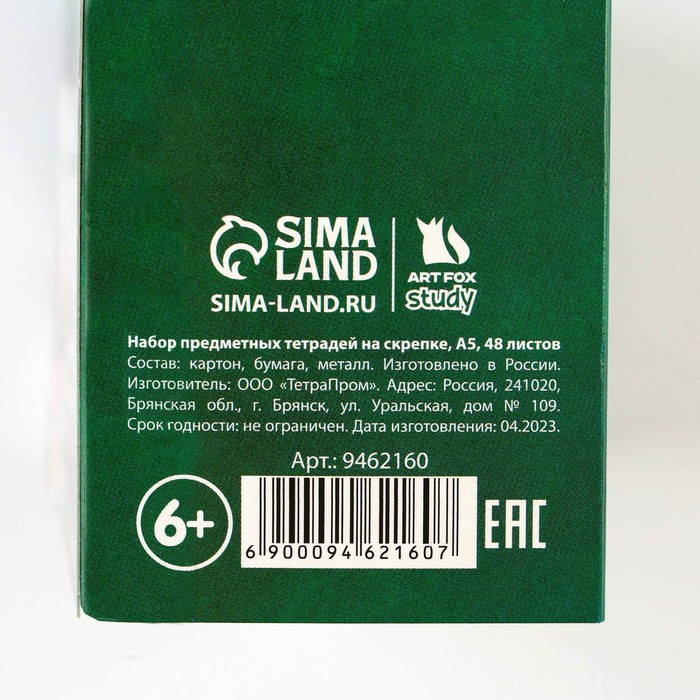 SIMA
LAND
SIMA-LAND.RU
ART FOX
study
Набор предметных тетрадей на скрепке, А5, 48 листов
Состав: картон, бумага, металл. Изготовлено в России.
Изготовитель: ООО «ТетраПром». Адрес: Россия, 241020,
Брянская обл., г. Брянск, ул. Уральская, дом № 109.
Срок годности: не ограничен. Дата изготовления: 04.2023.
Арт.: 9462160
6+
6 900094 621607
EAC